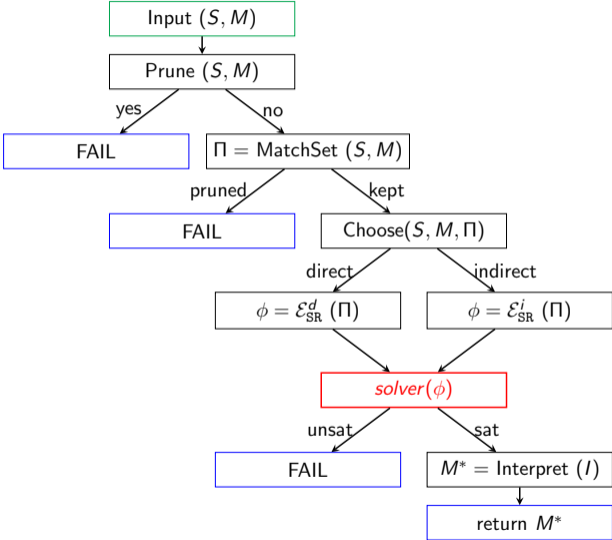 Input (S, M)
Prune (S, M)
yes
no
FAIL
Π = MatchSet (S, M)
pruned
kept
FAIL
Choose(S, M, Π)
direct
indirect
ϕ = ℰ^d_SR (Π)
ϕ = ℰ^i_SR (Π)
solver(ϕ)
unsat
sat
FAIL
M* = Interpret (I)
return M*